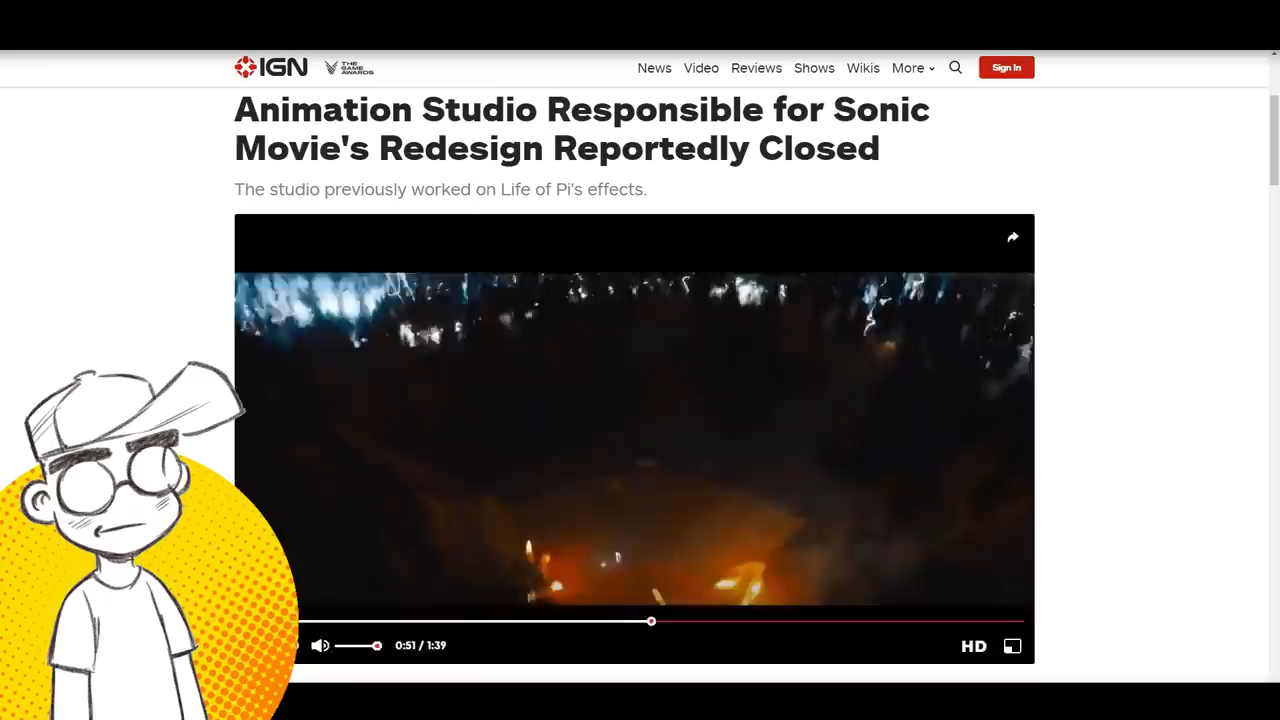 IGN THE GAME AWARDS News Video Reviews Shows Wikis More Sign In
Animation Studio Responsible for Sonic
Movie's Redesign Reportedly Closed
The studio previously worked on Life of Pi's effects.
0:51 / 1:39 HD